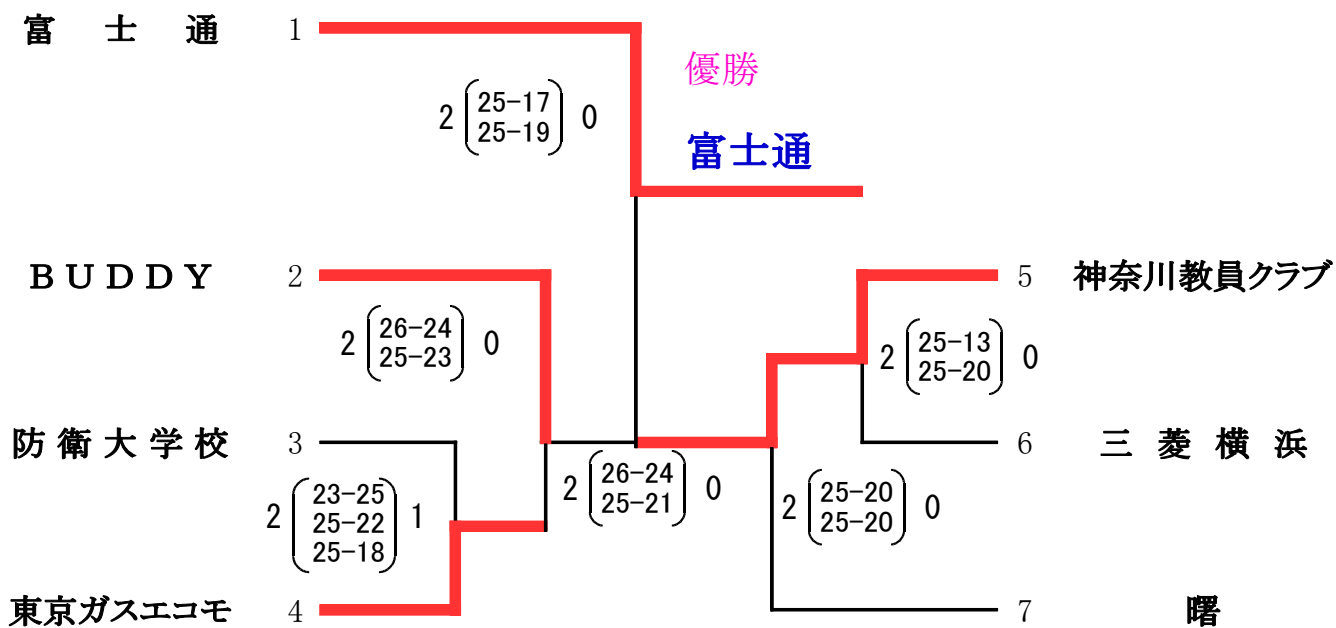 富士通 1
優勝
2 25-17 0
25-19
富士通
BUDDY 2
5 神奈川教員クラブ
2 26-24 0
25-23
2 25-13 0
25-20
防衛大学校 3
6 三菱横浜
2 23-25 1
25-22
25-18
2 26-24 0
25-21
2 25-20 0
25-20
東京ガスエコモ 4
7 曙